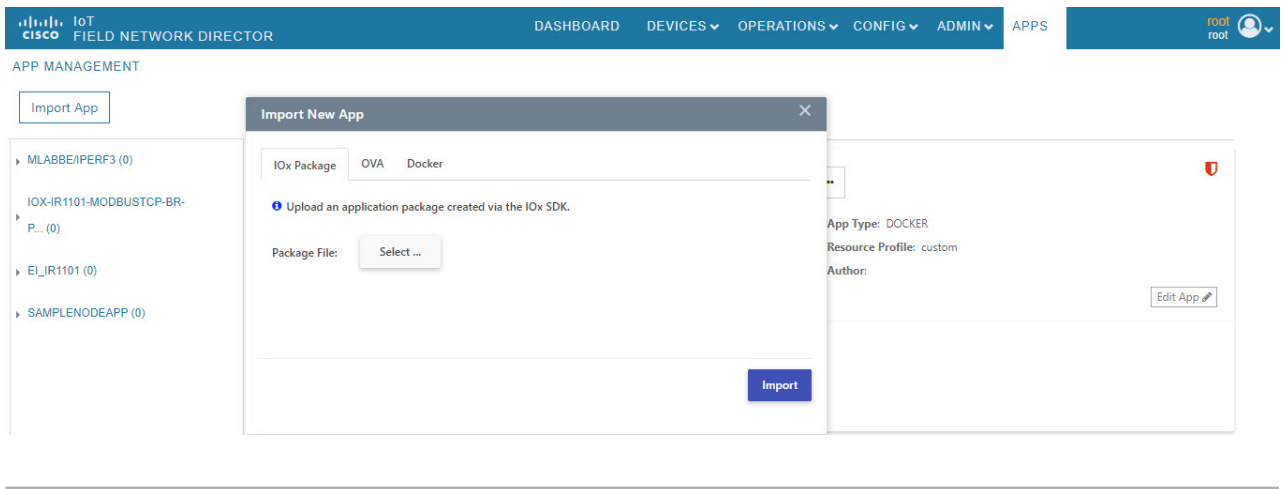 IoT
CISCO FIELD NETWORK DIRECTOR
DASHBOARD DEVICES OPERATIONS CONFIG ADMIN APPS
root
root
APP MANAGEMENT
Import App
MLABBE/IPERF3 (0)
IOX-IR1101-MODBUSTCP-BR-
P... (0)
EI_IR1101 (0)
SAMPLENODEAPP (0)
Import New App
IOx Package OVA Docker
Upload an application package created via the IOx SDK.
Package File: Select ...
Import
App Type: DOCKER
Resource Profile: custom
Author:
Edit App